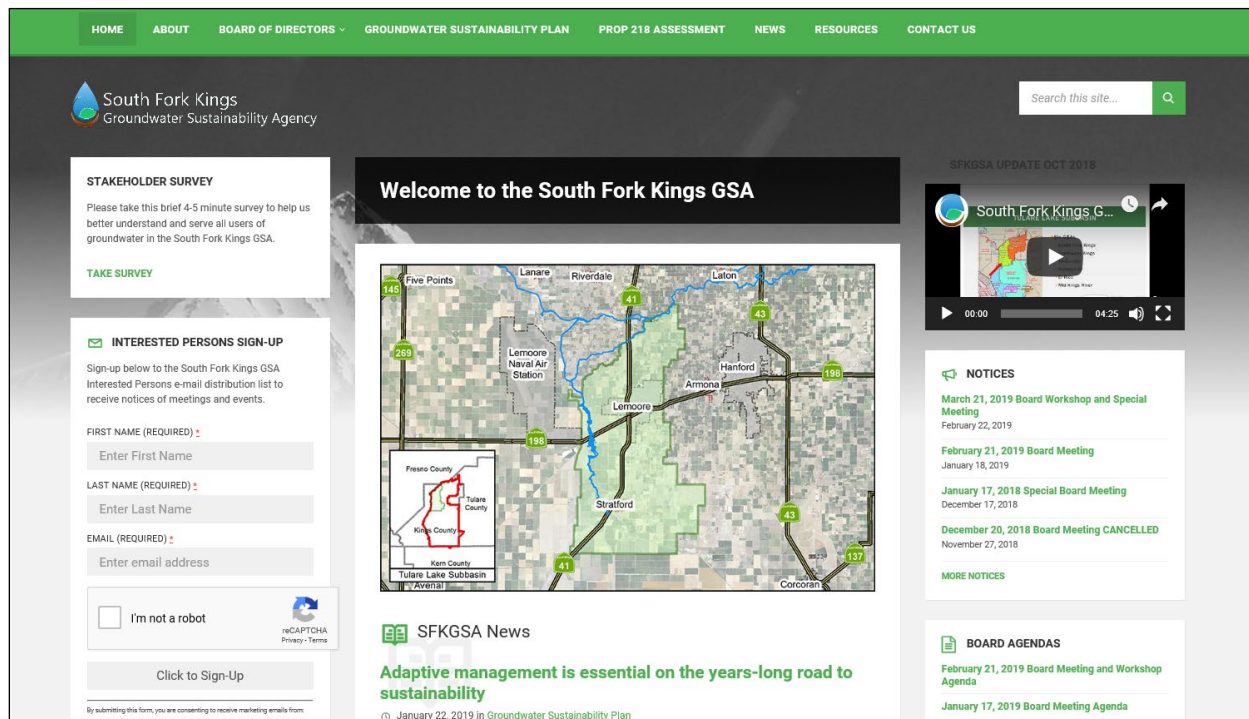 HOME ABOUT BOARD OF DIRECTORS GROUNDWATER SUSTAINABILITY PLAN PROP 218 ASSESSMENT NEWS RESOURCES CONTACT US
South Fork Kings
Groundwater Sustainability Agency
Search this site...
STAKEHOLDER SURVEY
Please take this brief 4-5 minute survey to help us
better understand and serve all users of
groundwater in the South Fork Kings GSA.
TAKE SURVEY
INTERESTED PERSONS SIGN-UP
Sign-up below to the South Fork Kings GSA
Interested Persons e-mail distribution list to
receive notices of meetings and events.
FIRST NAME (REQUIRED) *
Enter First Name
LAST NAME (REQUIRED) *
Enter Last Name
EMAIL (REQUIRED) *
Enter email address
I'm not a robot
reCAPTCHA
Privacy - Terms
Click to Sign-Up
By submitting this form, you are consenting to receive marketing emails from:
Welcome to the South Fork Kings GSA
Five Points
Lanare
Riverdale
Laton
145
41
43
269
Lemoore
Naval Air
Station
Hanford
198
Armona
Lemoore
198
Fresno County
Tulare
County
Kings County
Kern County
Tulare Lake Subbasin
Avenal
Stratford
43
41
137
Corcoran
SFKGSA News
Adaptive management is essential on the years-long road to
sustainability
January 22, 2019 in Groundwater Sustainability Plan
SFKGSA UPDATE OCT 2018
South Fork Kings G...
TULARE LAKE SUBBASIN
00:00 04:25
NOTICES
March 21, 2019 Board Workshop and Special
Meeting
February 22, 2019
February 21, 2019 Board Meeting
January 18, 2019
January 17, 2018 Special Board Meeting
December 17, 2018
December 20, 2018 Board Meeting CANCELLED
November 27, 2018
MORE NOTICES
BOARD AGENDAS
February 21, 2019 Board Meeting and Workshop
Agenda
January 17, 2019 Board Meeting Agenda